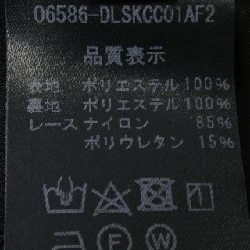 06586-DLSKCC01AF2
品質表示
表地 ポリエステル100%
裏地 ポリエステル100%
レース ナイロン 85%
ポリウレタン 15%
F W